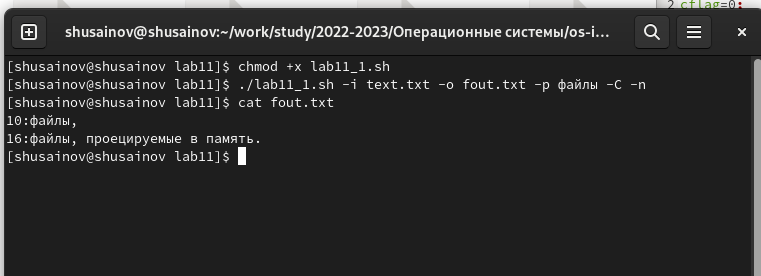 2 cflag=0;
shusainov@shusainov:~/work/study/2022-2023/Операционные системы/os-i…
[shusainov@shusainov lab11]$ chmod +x lab11_1.sh
[shusainov@shusainov lab11]$ ./lab11_1.sh -i text.txt -o fout.txt -p файлы -C -n
[shusainov@shusainov lab11]$ cat fout.txt
10:файлы,
16:файлы, проецируемые в память.
[shusainov@shusainov lab11]$